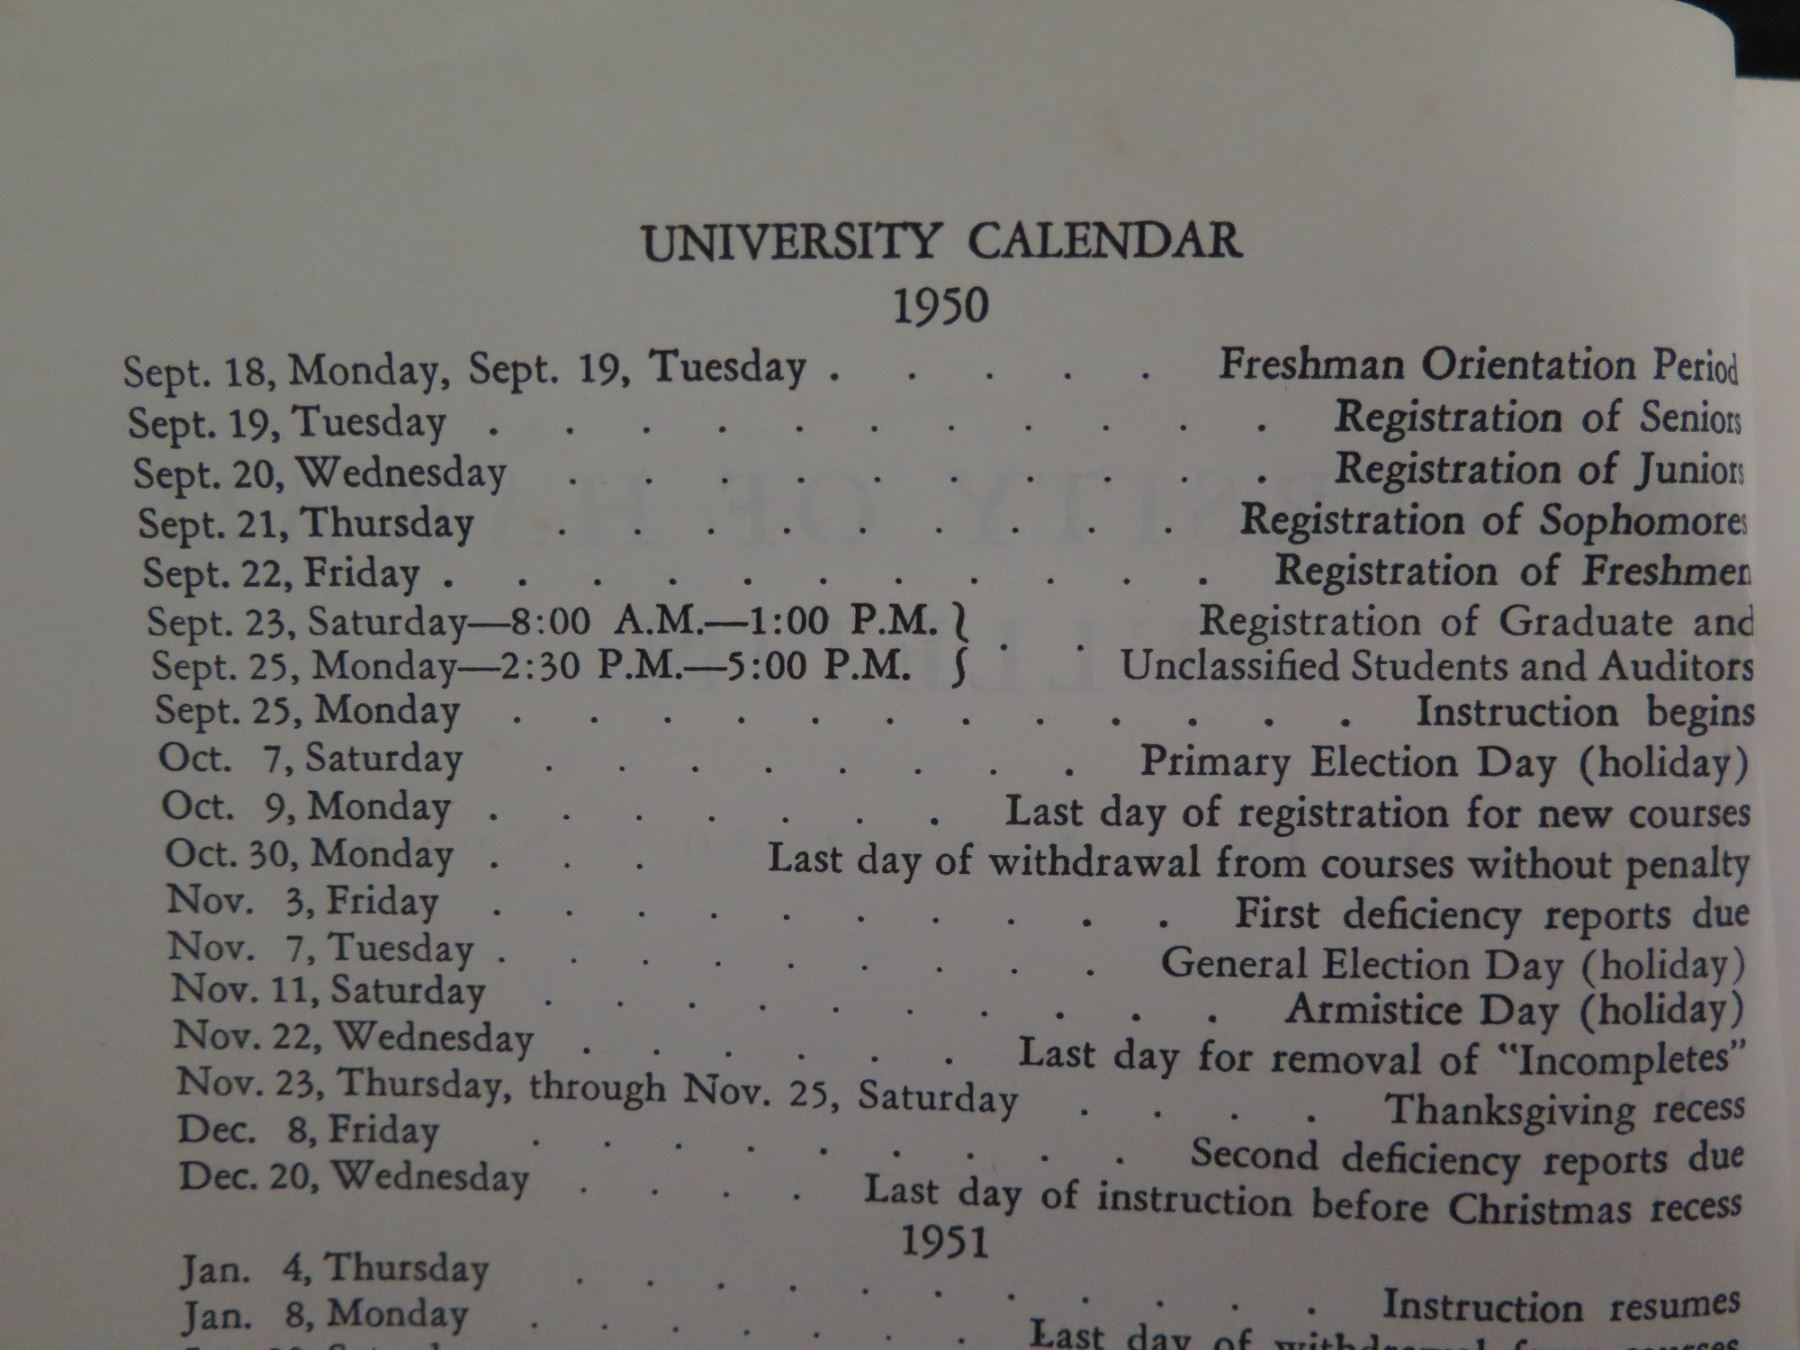 UNIVERSITY CALENDAR
1950
Sept. 18, Monday, Sept. 19, Tuesday . . . . . Freshman Orientation Period
Sept. 19, Tuesday . . . . . . . . . . . Registration of Seniors
Sept. 20, Wednesday . . . . . . . . . . Registration of Juniors
Sept. 21, Thursday . . . . . . . . . Registration of Sophomores
Sept. 22, Friday . . . . . . . . . . . Registration of Freshmen
Sept. 23, Saturday—8:00 A.M.—1:00 P.M. } Registration of Graduate and
Sept. 25, Monday—2:30 P.M.—5:00 P.M. } . . Unclassified Students and Auditors
Sept. 25, Monday . . . . . . . . . . . . Instruction begins
Oct. 7, Saturday . . . . . . . . Primary Election Day (holiday)
Oct. 9, Monday . . . . . . . Last day of registration for new courses
Oct. 30, Monday . . . Last day of withdrawal from courses without penalty
Nov. 3, Friday . . . . . . . . . . First deficiency reports due
Nov. 7, Tuesday . . . . . . . . . General Election Day (holiday)
Nov. 11, Saturday . . . . . . . . . . Armistice Day (holiday)
Nov. 22, Wednesday . . . . . . Last day for removal of "Incompletes"
Nov. 23, Thursday, through Nov. 25, Saturday . . . . Thanksgiving recess
Dec. 8, Friday . . . . . . . . . Second deficiency reports due
Dec. 20, Wednesday . . . . Last day of instruction before Christmas recess
1951
Jan. 4, Thursday . . . . . . . . . . . Instruction resumes
Jan. 8, Monday . . . . . . . Last day of withdrawal from courses